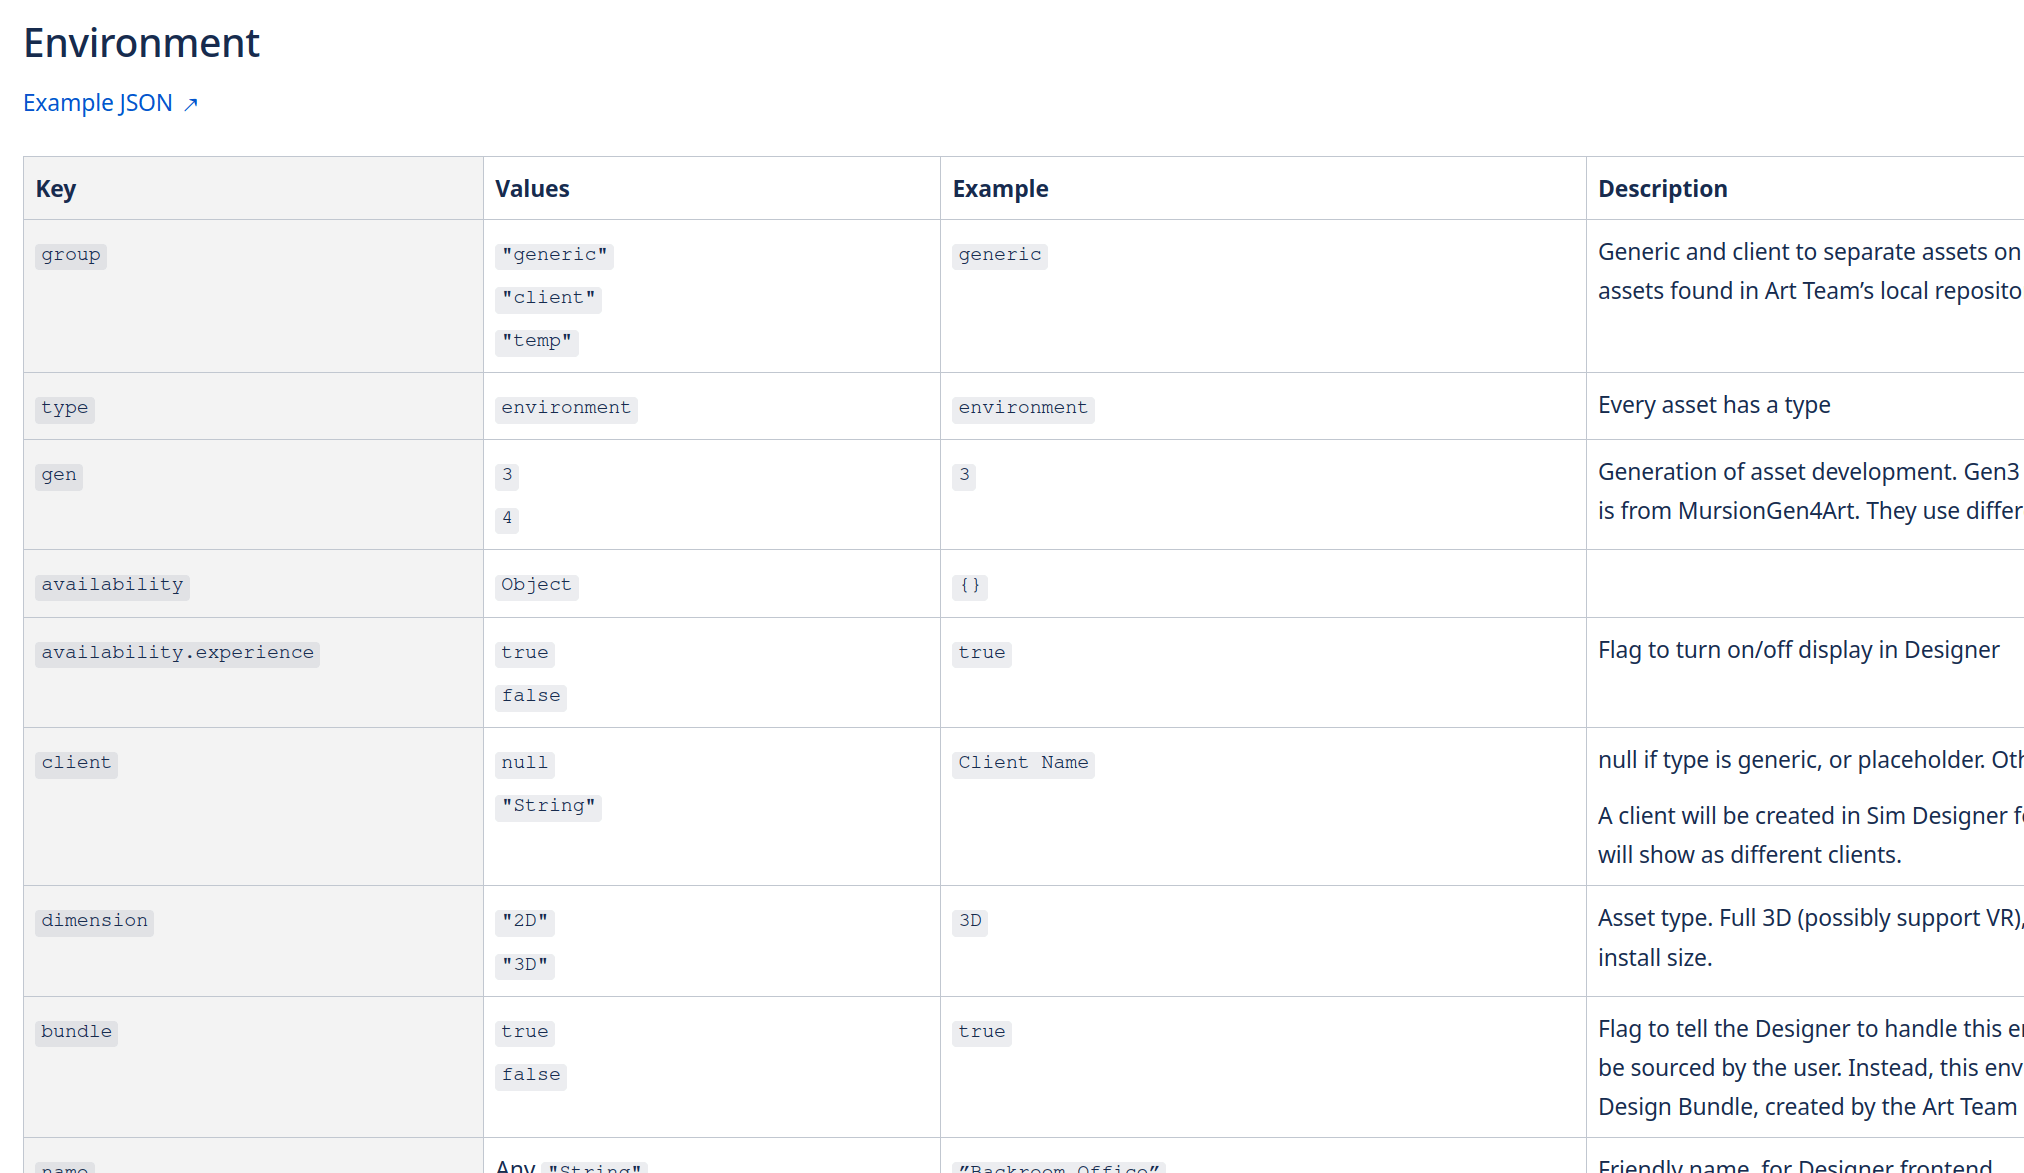 Environment
Example JSON ↗
Key Values Example Description
group "generic" generic Generic and client to separate assets on
"client" assets found in Art Team's local reposito
"temp"
type environment environment Every asset has a type
gen 3 3 Generation of asset development. Gen3
4 is from MursionGen4Art. They use differ
availability Object {}
availability.experience true true Flag to turn on/off display in Designer
false
client null Client Name null if type is generic, or placeholder. Oth
"String" A client will be created in Sim Designer f
will show as different clients.
dimension "2D" 3D Asset type. Full 3D (possibly support VR),
"3D" install size.
bundle true true Flag to tell the Designer to handle this e
false be sourced by the user. Instead, this env
Design Bundle, created by the Art Team
name Any "String" ”Backroom Office” Friendly name, for Designer frontend